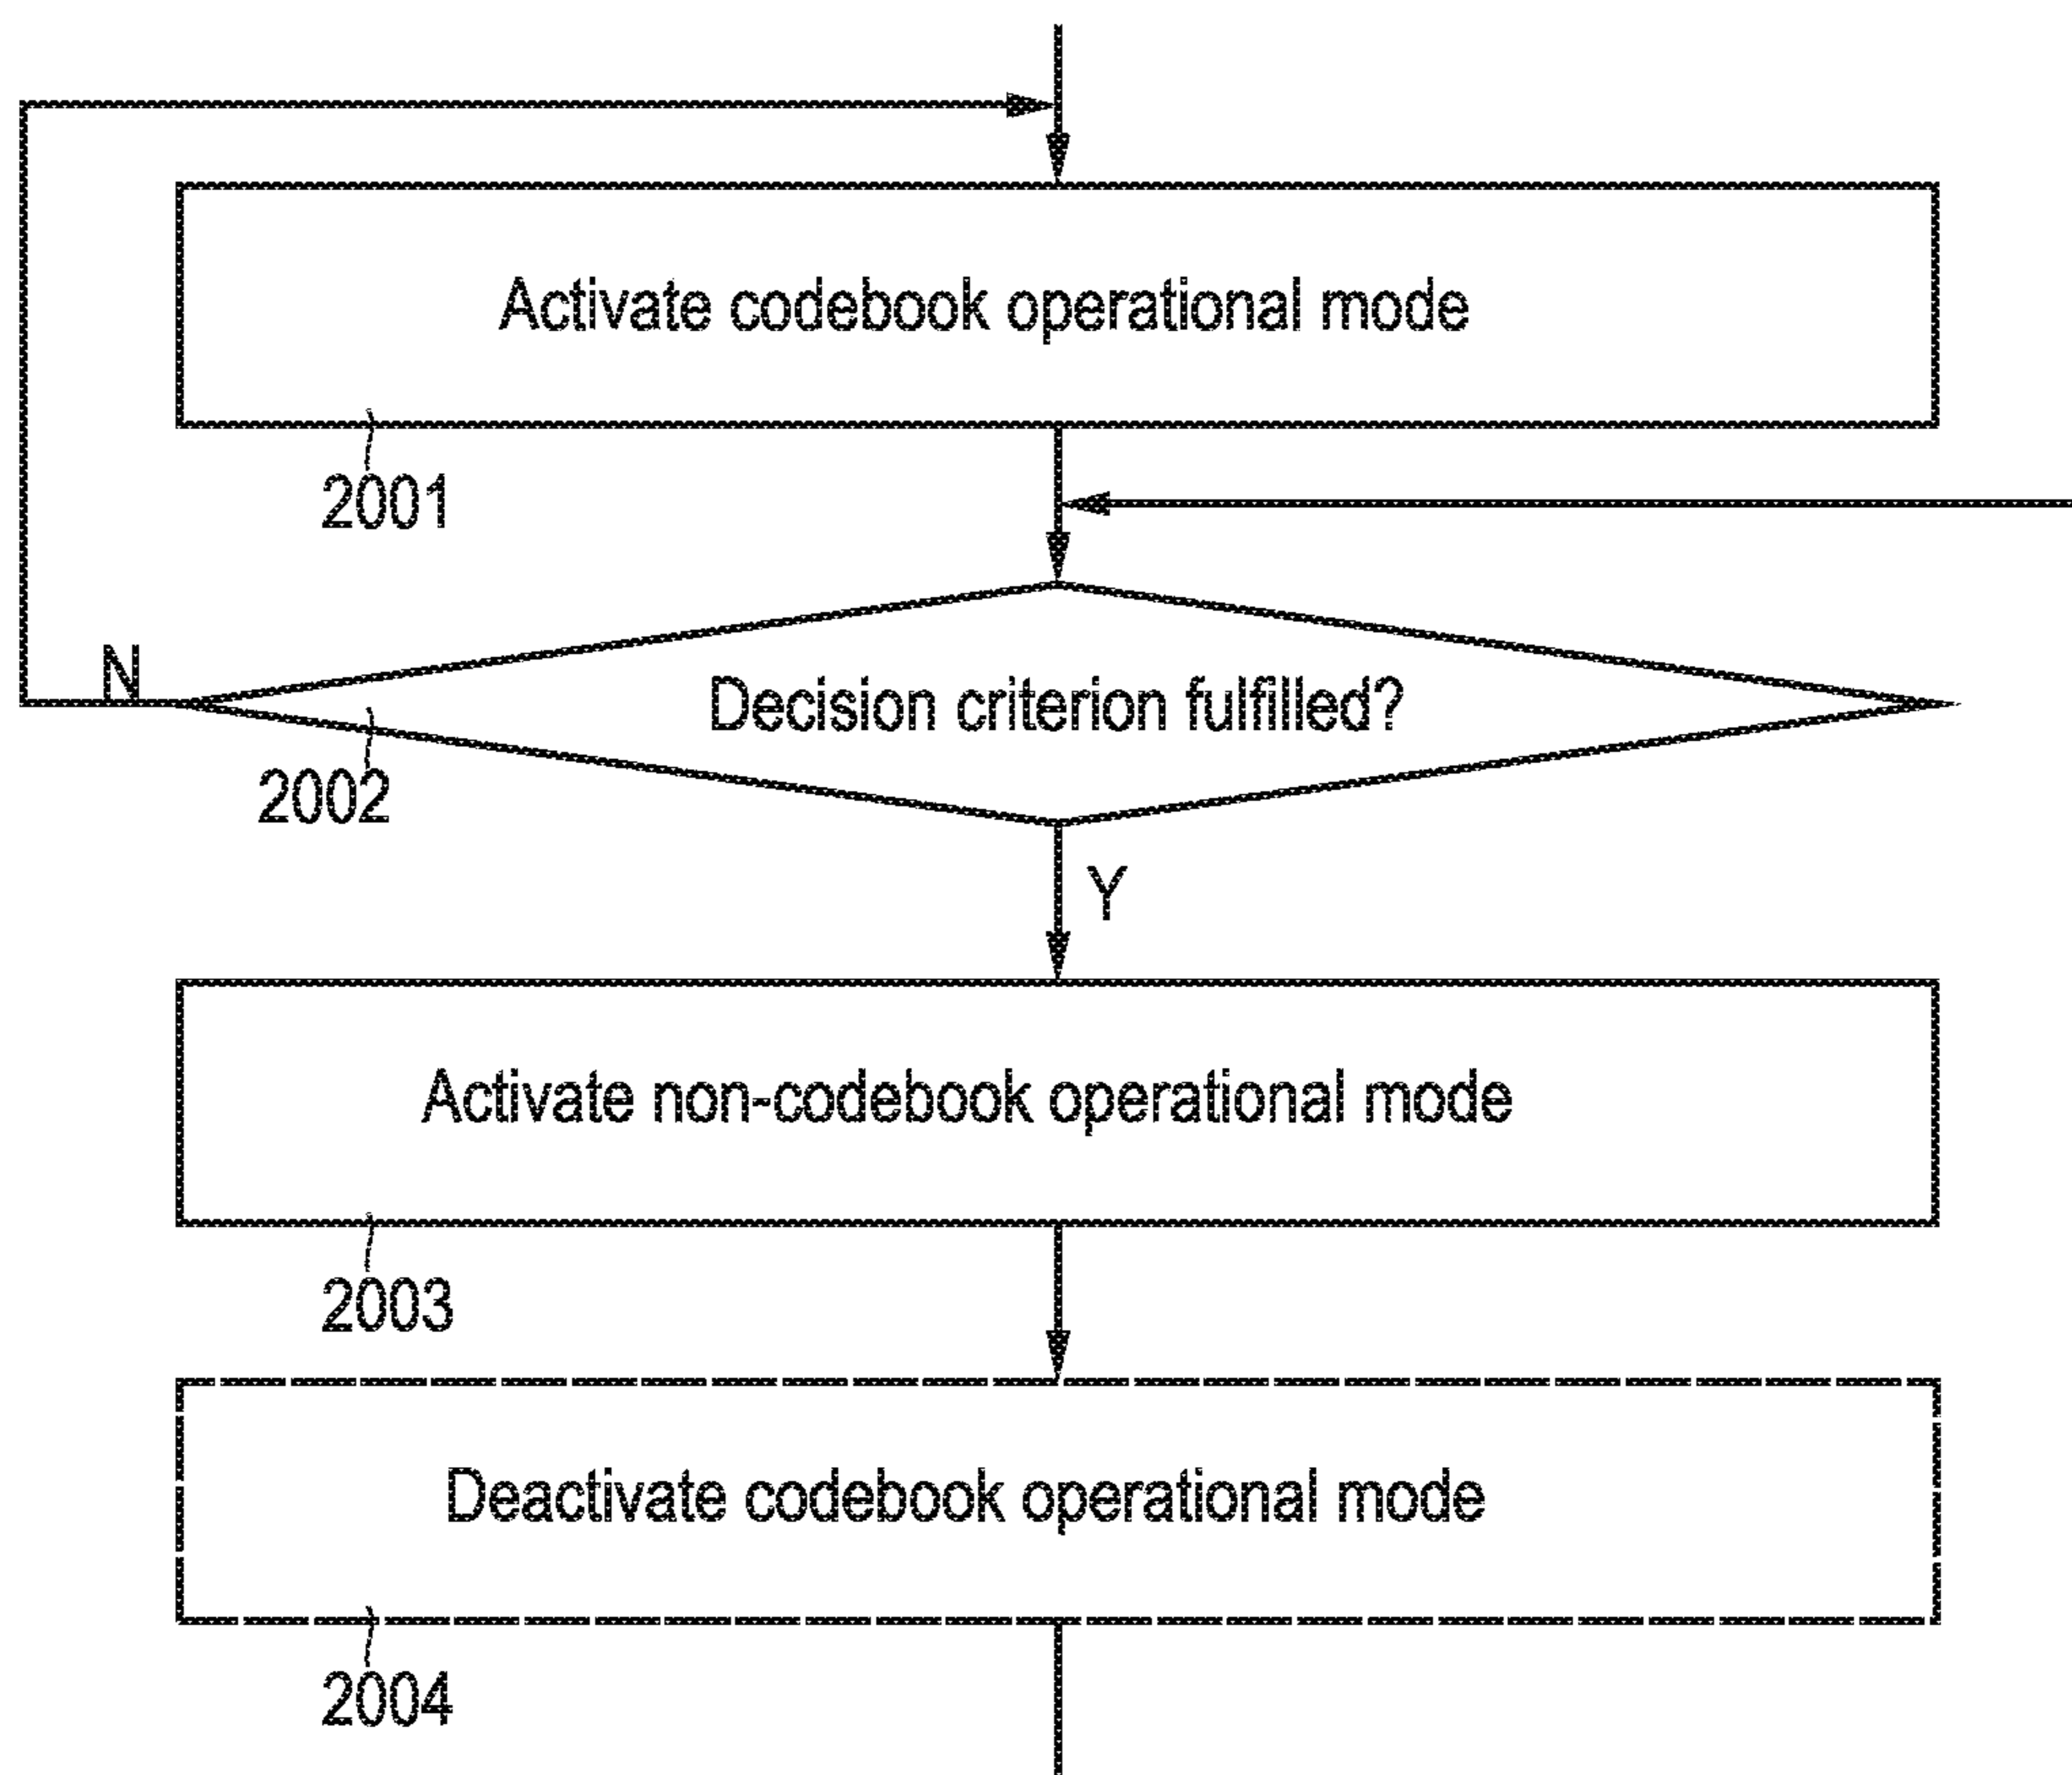 Activate codebook operational mode
2001
N
Decision criterion fulfilled?
2002
Y
Activate non-codebook operational mode
2003
Deactivate codebook operational mode
2004